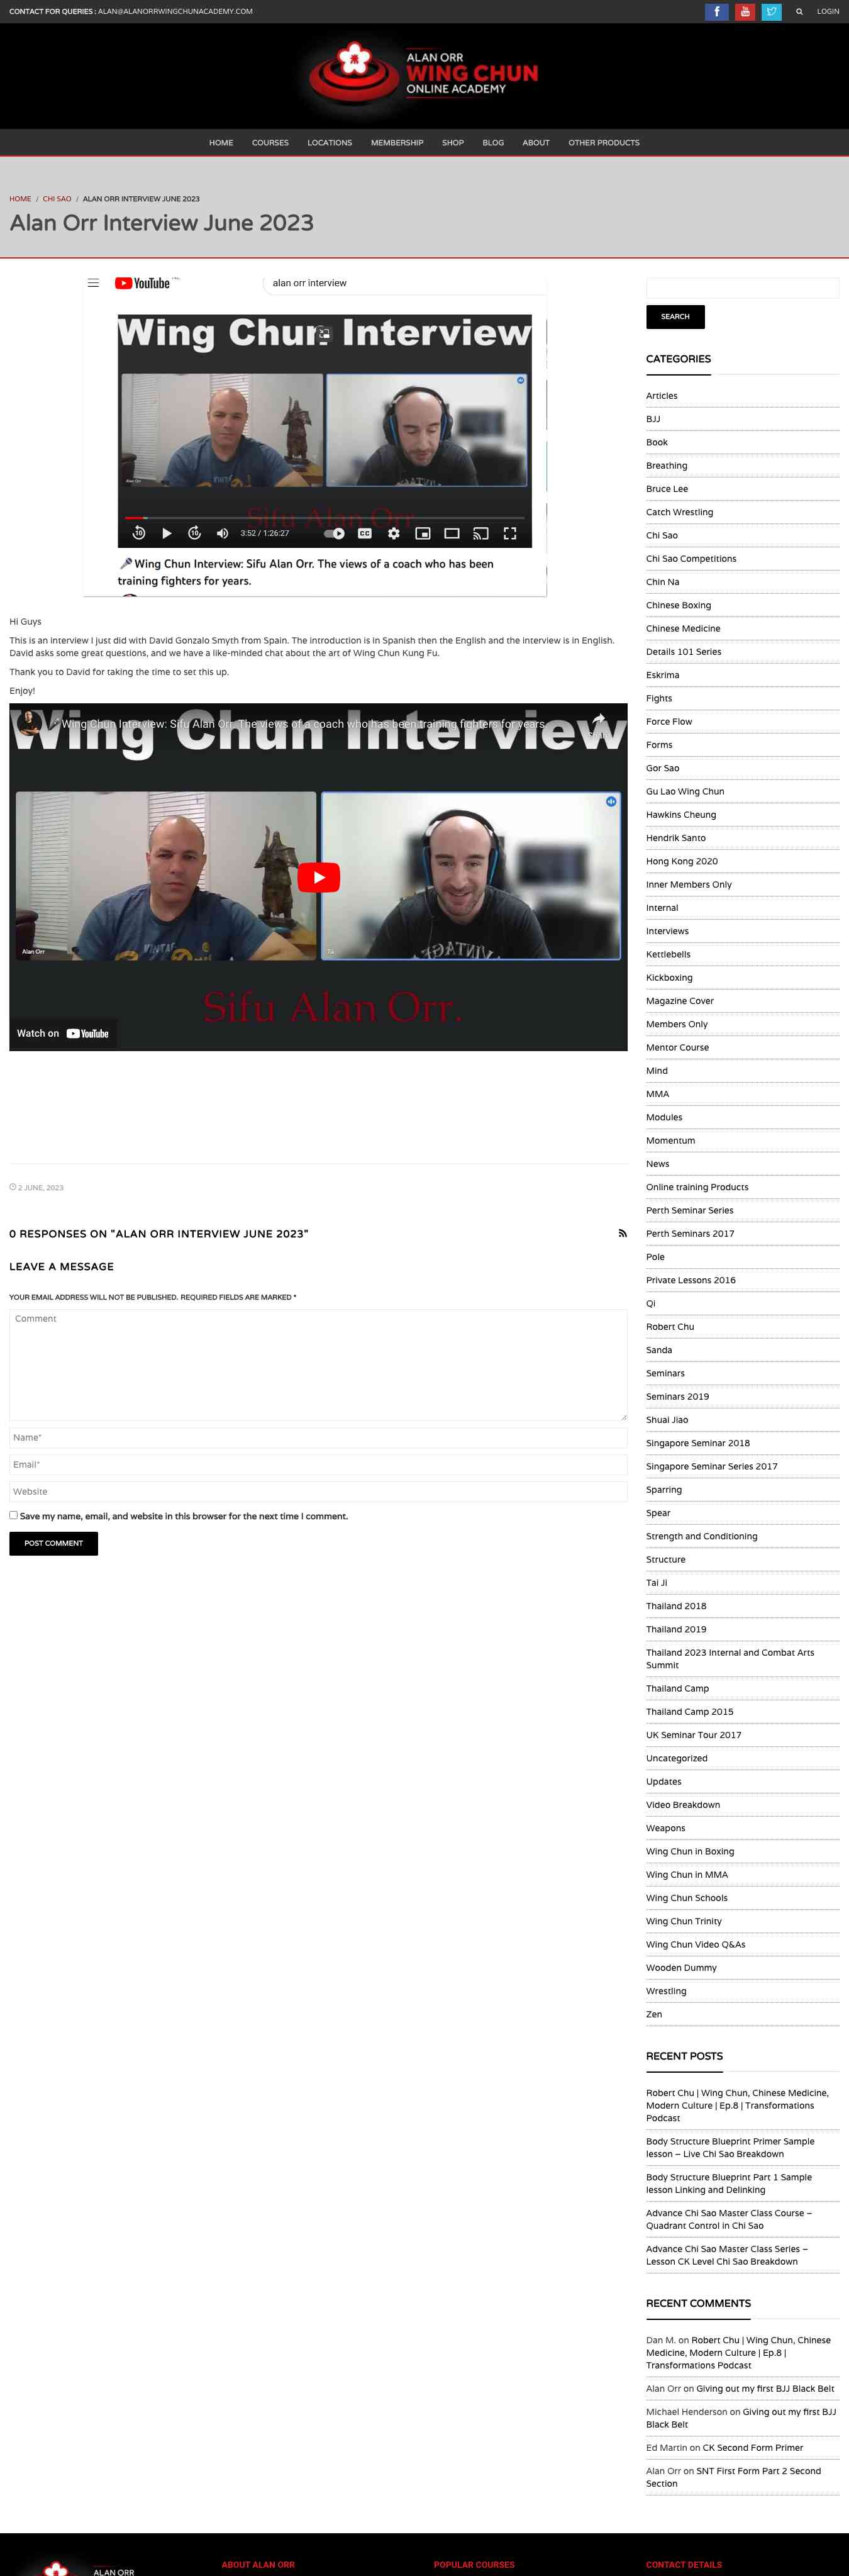 CONTACT FOR QUERIES : ALAN@ALANORRWINGCHUNACADEMY.COM
LOGIN
ALAN ORR
WING CHUN
ONLINE ACADEMY
HOME COURSES LOCATIONS MEMBERSHIP SHOP BLOG ABOUT OTHER PRODUCTS
HOME / CHI SAO / ALAN ORR INTERVIEW JUNE 2023
Alan Orr Interview June 2023
YouTube alan orr interview
Wing Chun Interview
Sifu Alan Orr
3:52 / 1:26:27
🎤Wing Chun Interview: Sifu Alan Orr. The views of a coach who has been
training fighters for years.
Hi Guys
This is an interview I just did with David Gonzalo Smyth from Spain. The introduction is in Spanish then the English and the interview is in English.
David asks some great questions, and we have a like-minded chat about the art of Wing Chun Kung Fu.
Thank you to David for taking the time to set this up.
Enjoy!
🎤Wing Chun Interview: Sifu Alan Orr. The views of a coach who has been training fighters for years.
Share
Wing Chun Interview
Alan Orr
Tú
Sifu Alan Orr.
Watch on YouTube
2 JUNE, 2023
0 RESPONSES ON "ALAN ORR INTERVIEW JUNE 2023"
LEAVE A MESSAGE
YOUR EMAIL ADDRESS WILL NOT BE PUBLISHED. REQUIRED FIELDS ARE MARKED *
Comment
Name*
Email*
Website
Save my name, email, and website in this browser for the next time I comment.
POST COMMENT
SEARCH
CATEGORIES
Articles
BJJ
Book
Breathing
Bruce Lee
Catch Wrestling
Chi Sao
Chi Sao Competitions
Chin Na
Chinese Boxing
Chinese Medicine
Details 101 Series
Eskrima
Fights
Force Flow
Forms
Gor Sao
Gu Lao Wing Chun
Hawkins Cheung
Hendrik Santo
Hong Kong 2020
Inner Members Only
Internal
Interviews
Kettlebells
Kickboxing
Magazine Cover
Members Only
Mentor Course
Mind
MMA
Modules
Momentum
News
Online training Products
Perth Seminar Series
Perth Seminars 2017
Pole
Private Lessons 2016
Qi
Robert Chu
Sanda
Seminars
Seminars 2019
Shuai Jiao
Singapore Seminar 2018
Singapore Seminar Series 2017
Sparring
Spear
Strength and Conditioning
Structure
Tai Ji
Thailand 2018
Thailand 2019
Thailand 2023 Internal and Combat Arts
Summit
Thailand Camp
Thailand Camp 2015
UK Seminar Tour 2017
Uncategorized
Updates
Video Breakdown
Weapons
Wing Chun in Boxing
Wing Chun in MMA
Wing Chun Schools
Wing Chun Trinity
Wing Chun Video Q&As
Wooden Dummy
Wrestling
Zen
RECENT POSTS
Robert Chu | Wing Chun, Chinese Medicine,
Modern Culture | Ep.8 | Transformations
Podcast
Body Structure Blueprint Primer Sample
lesson – Live Chi Sao Breakdown
Body Structure Blueprint Part 1 Sample
lesson Linking and Delinking
Advance Chi Sao Master Class Course –
Quadrant Control in Chi Sao
Advance Chi Sao Master Class Series –
Lesson CK Level Chi Sao Breakdown
RECENT COMMENTS
Dan M. on Robert Chu | Wing Chun, Chinese
Medicine, Modern Culture | Ep.8 |
Transformations Podcast
Alan Orr on Giving out my first BJJ Black Belt
Michael Henderson on Giving out my first BJJ
Black Belt
Ed Martin on CK Second Form Primer
Alan Orr on SNT First Form Part 2 Second
Section
ALAN ORR
ABOUT ALAN ORR
POPULAR COURSES
CONTACT DETAILS